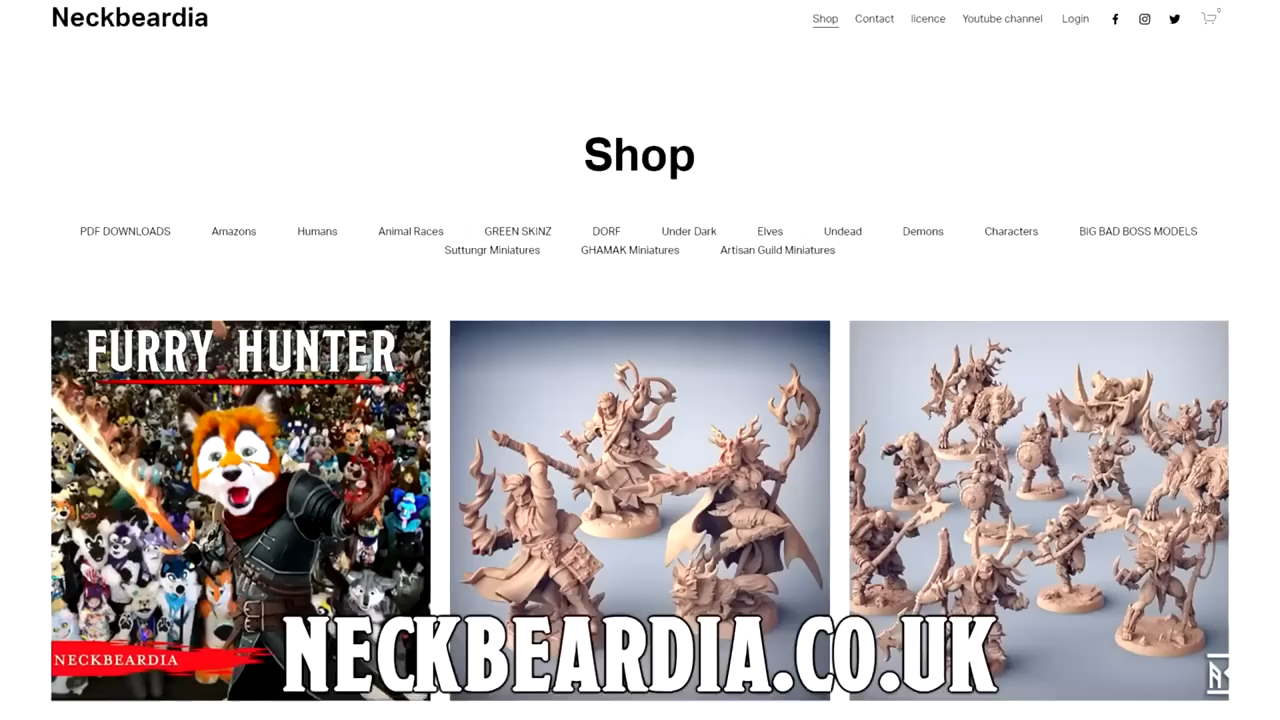 Neckbeardia
Shop Contact licence Youtube channel Login 0
Shop
PDF DOWNLOADS Amazons Humans Animal Races GREEN SKINZ DORF Under Dark Elves Undead Demons Characters BIG BAD BOSS MODELS
Suttungr Miniatures GHAMAK Miniatures Artisan Guild Miniatures
FURRY HUNTER
NECKBEARDIA
NECKBEARDIA.CO.UK